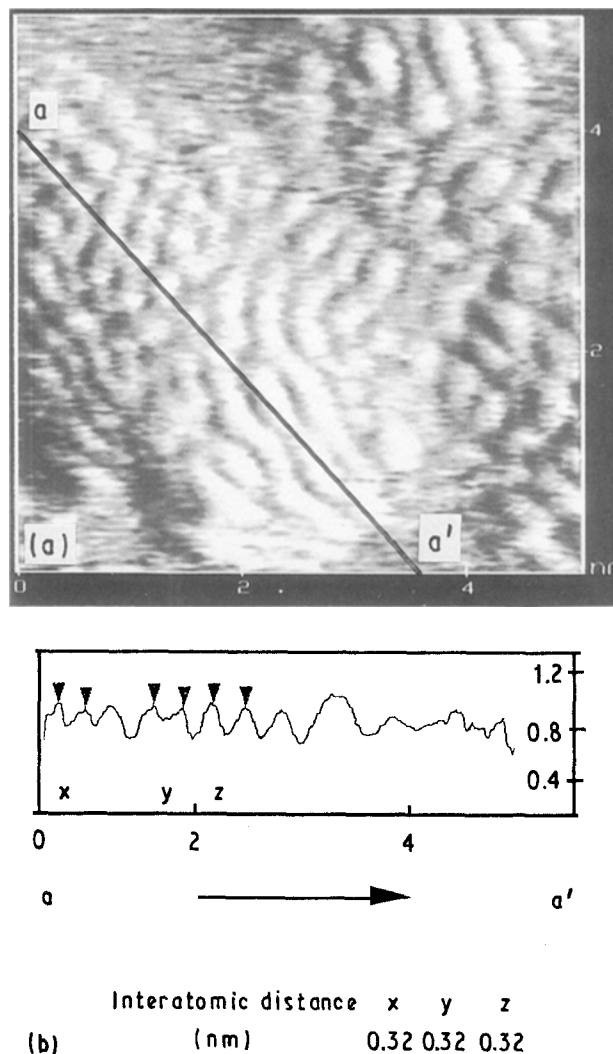 a
4
2
(a)
a'
nm
0 2 4
1.2
0.8
0.4
x y z
0 2 4
a a'
Interatomic distance x y z
(b) (nm) 0.32 0.32 0.32